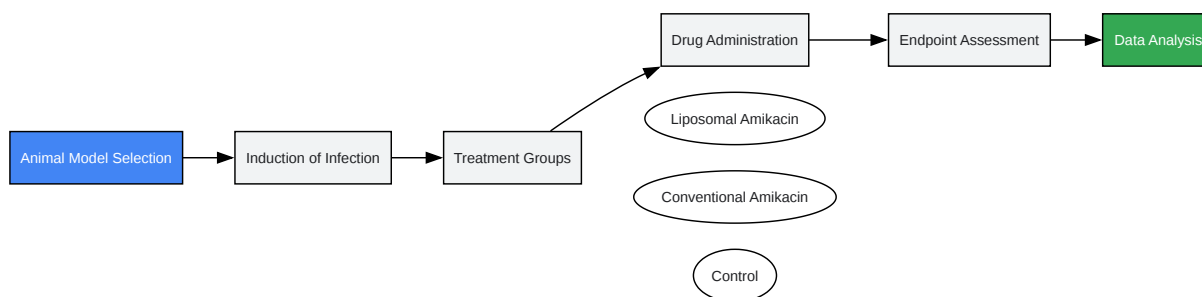 Animal Model Selection
Induction of Infection
Treatment Groups
Drug Administration
Liposomal Amikacin
Conventional Amikacin
Control
Endpoint Assessment
Data Analysis